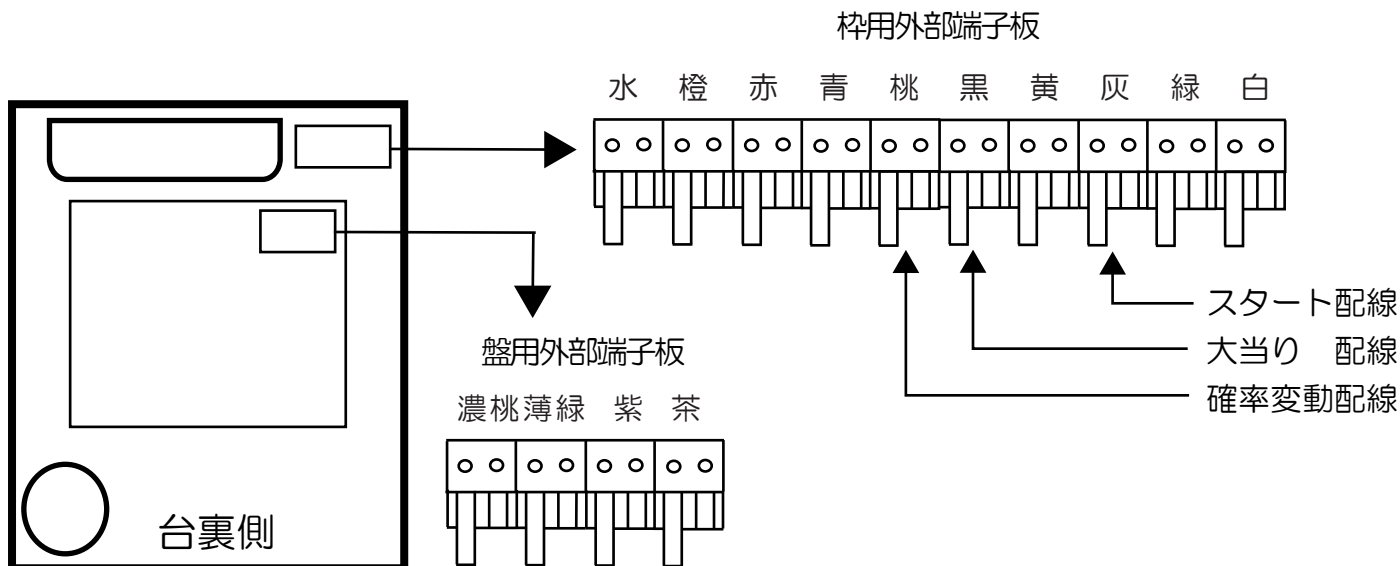 枠用外部端子板
水 橙 赤 青 桃 黒 黄 灰 緑 白
スタート配線
大当り 配線
確率変動配線
盤用外部端子板
濃桃 薄緑 紫 茶
台裏側